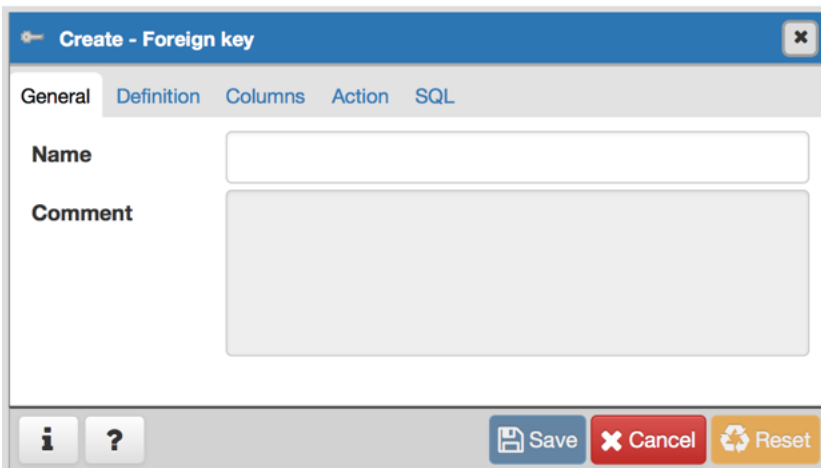 Create - Foreign key
General Definition Columns Action SQL
Name
Comment
i ? Save Cancel Reset